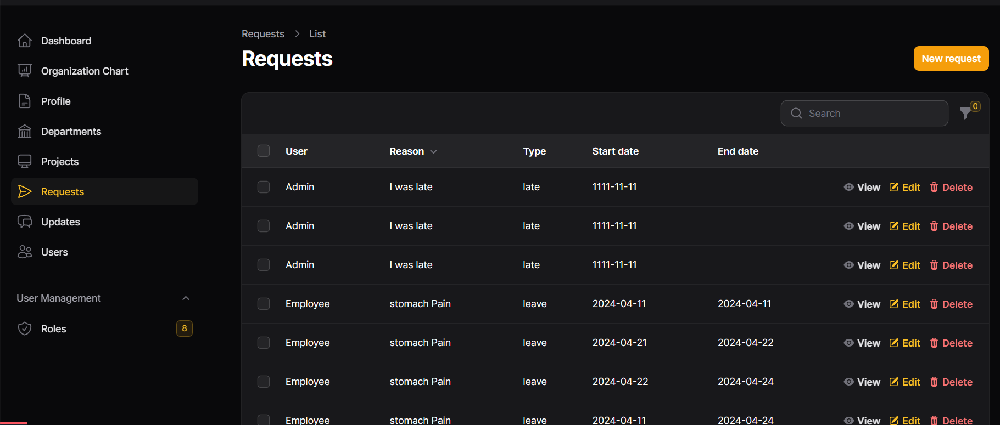 Dashboard
Organization Chart
Profile
Departments
Projects
Requests
Updates
Users
User Management
Roles 8
Requests > List
Requests
New request
Search 0
User Reason Type Start date End date
Admin I was late late 1111-11-11 View Edit Delete
Admin I was late late 1111-11-11 View Edit Delete
Admin I was late late 1111-11-11 View Edit Delete
Employee stomach Pain leave 2024-04-11 2024-04-11 View Edit Delete
Employee stomach Pain leave 2024-04-21 2024-04-22 View Edit Delete
Employee stomach Pain leave 2024-04-22 2024-04-24 View Edit Delete
Employee stomach Pain leave 2024-04-11 2024-04-24 View Edit Delete